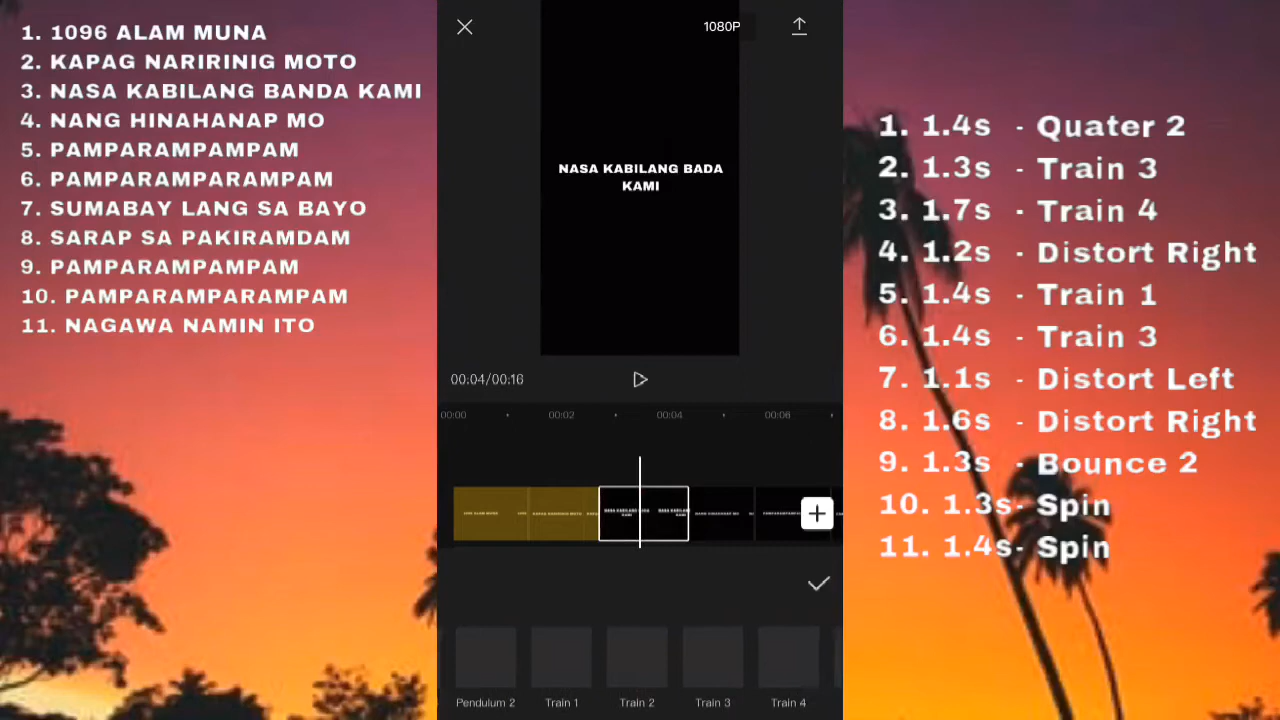 1. 1096 ALAM MUNA
2. KAPAG NARIRINIG MOTO
3. NASA KABILANG BANDA KAMI
4. NANG HINAHANAP MO
5. PAMPARAMPAMPAM
6. PAMPARAMPARAMPAM
7. SUMABAY LANG SA BAYO
8. SARAP SA PAKIRAMDAM
9. PAMPARAMPAMPAM
10. PAMPARAMPARAMPAM
11. NAGAWA NAMIN ITO
1080P
NASA KABILANG BADA
KAMI
00:04/00:16
00:00 00:02 00:04 00:06
Pendulum 2 Train 1 Train 2 Train 3 Train 4
1. 1.4s - Quater 2
2. 1.3s - Train 3
3. 1.7s - Train 4
4. 1.2s - Distort Right
5. 1.4s - Train 1
6. 1.4s - Train 3
7. 1.1s - Distort Left
8. 1.6s - Distort Right
9. 1.3s - Bounce 2
10. 1.3s- Spin
11. 1.4s- Spin